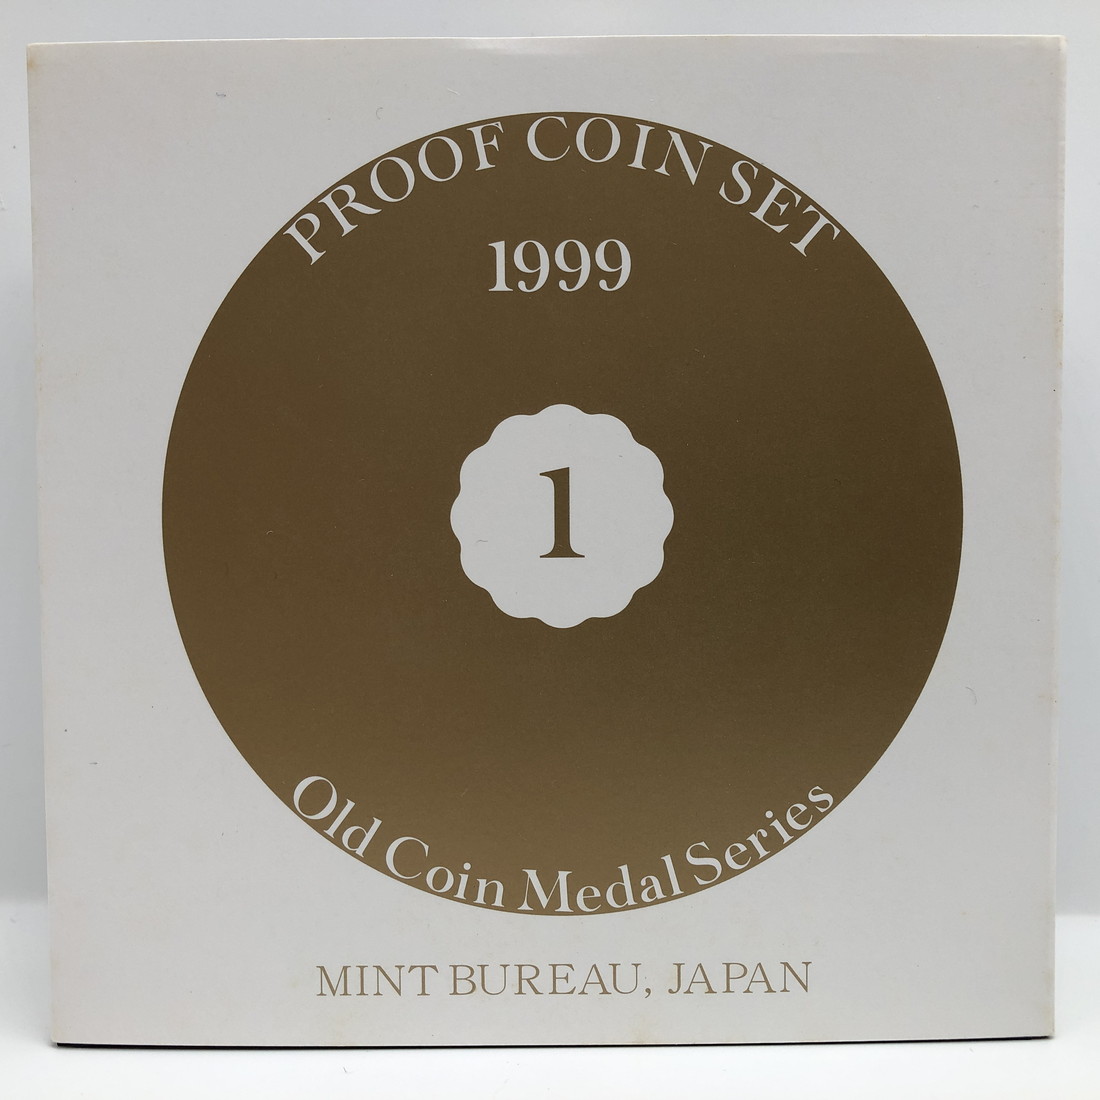 PROOF COIN SET
1999
1
Old Coin Medal Series
MINT BUREAU, JAPAN